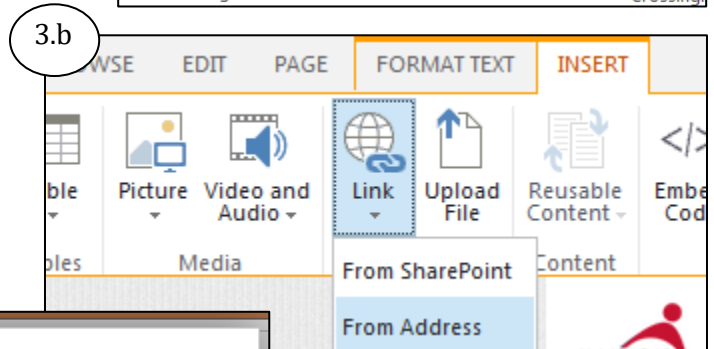 3.b
WSE EDIT PAGE FORMAT TEXT INSERT
ble Picture Video and Audio Link Upload File Reusable Content Embe Cod
bles Media Content
From SharePoint
From Address